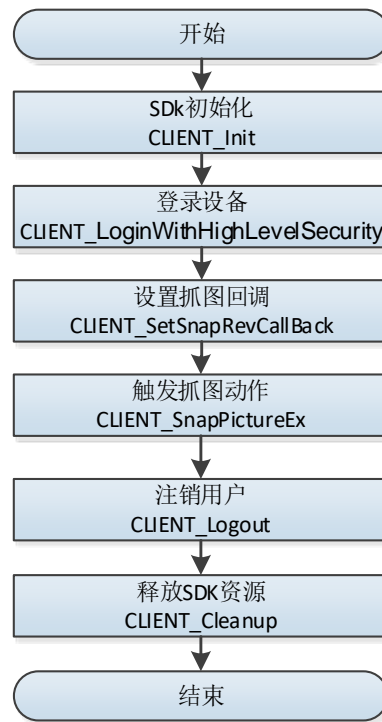 开始
SDk初始化
CLIENT_Init
登录设备
CLIENT_LoginWithHighLevelSecurity
设置抓图回调
CLIENT_SetSnapRevCallBack
触发抓图动作
CLIENT_SnapPictureEx
注销用户
CLIENT_Logout
释放SDK资源
CLIENT_Cleanup
结束